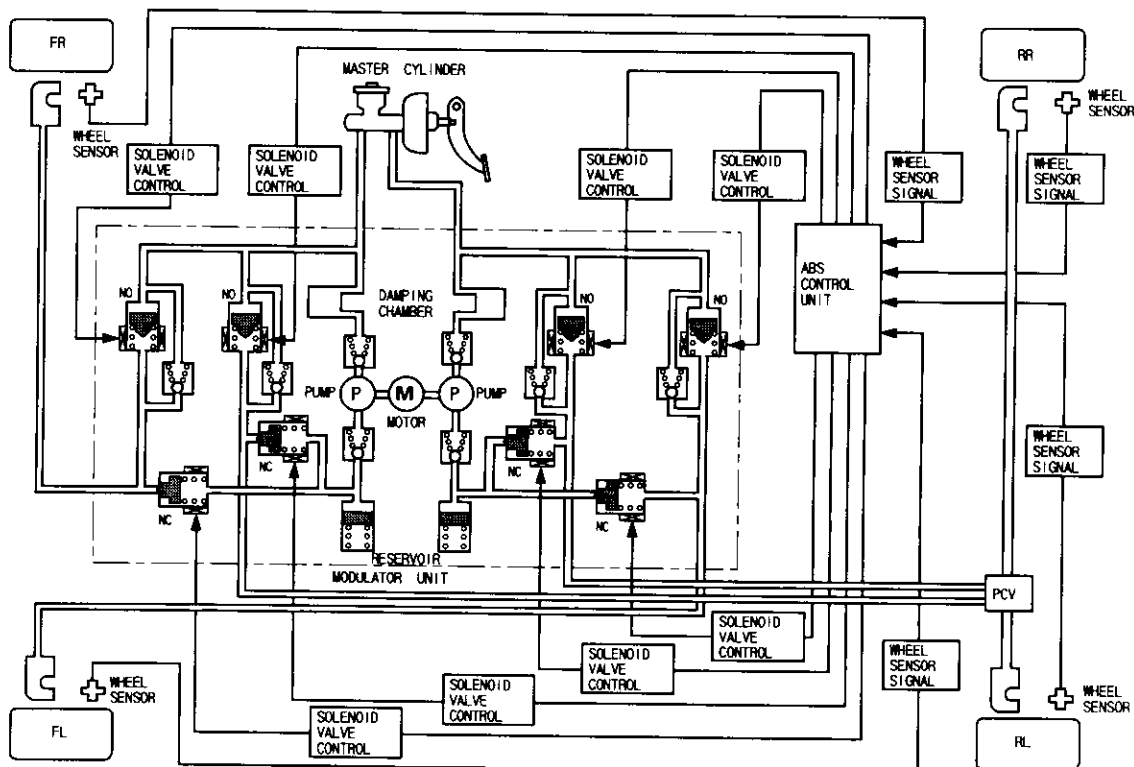 FR
RR
MASTER CYLINDER
WHEEL
SENSOR
WHEEL
SENSOR
SOLENOID
VALVE
CONTROL
SOLENOID
VALVE
CONTROL
SOLENOID
VALVE
CONTROL
SOLENOID
VALVE
CONTROL
WHEEL
SENSOR
SIGNAL
WHEEL
SENSOR
SIGNAL
ABS
CONTROL
UNIT
DAMPING
CHAMBER
NO
NO
NO
NO
PUMP
P
M
P
PUMP
MOTOR
NC
NC
NC
NC
WHEEL
SENSOR
SIGNAL
RESERVOIR
MODULATOR UNIT
PCV
SOLENOID
VALVE
CONTROL
SOLENOID
VALVE
CONTROL
SOLENOID
VALVE
CONTROL
SOLENOID
VALVE
CONTROL
WHEEL
SENSOR
SIGNAL
WHEEL
SENSOR
WHEEL
SENSOR
FL
RL